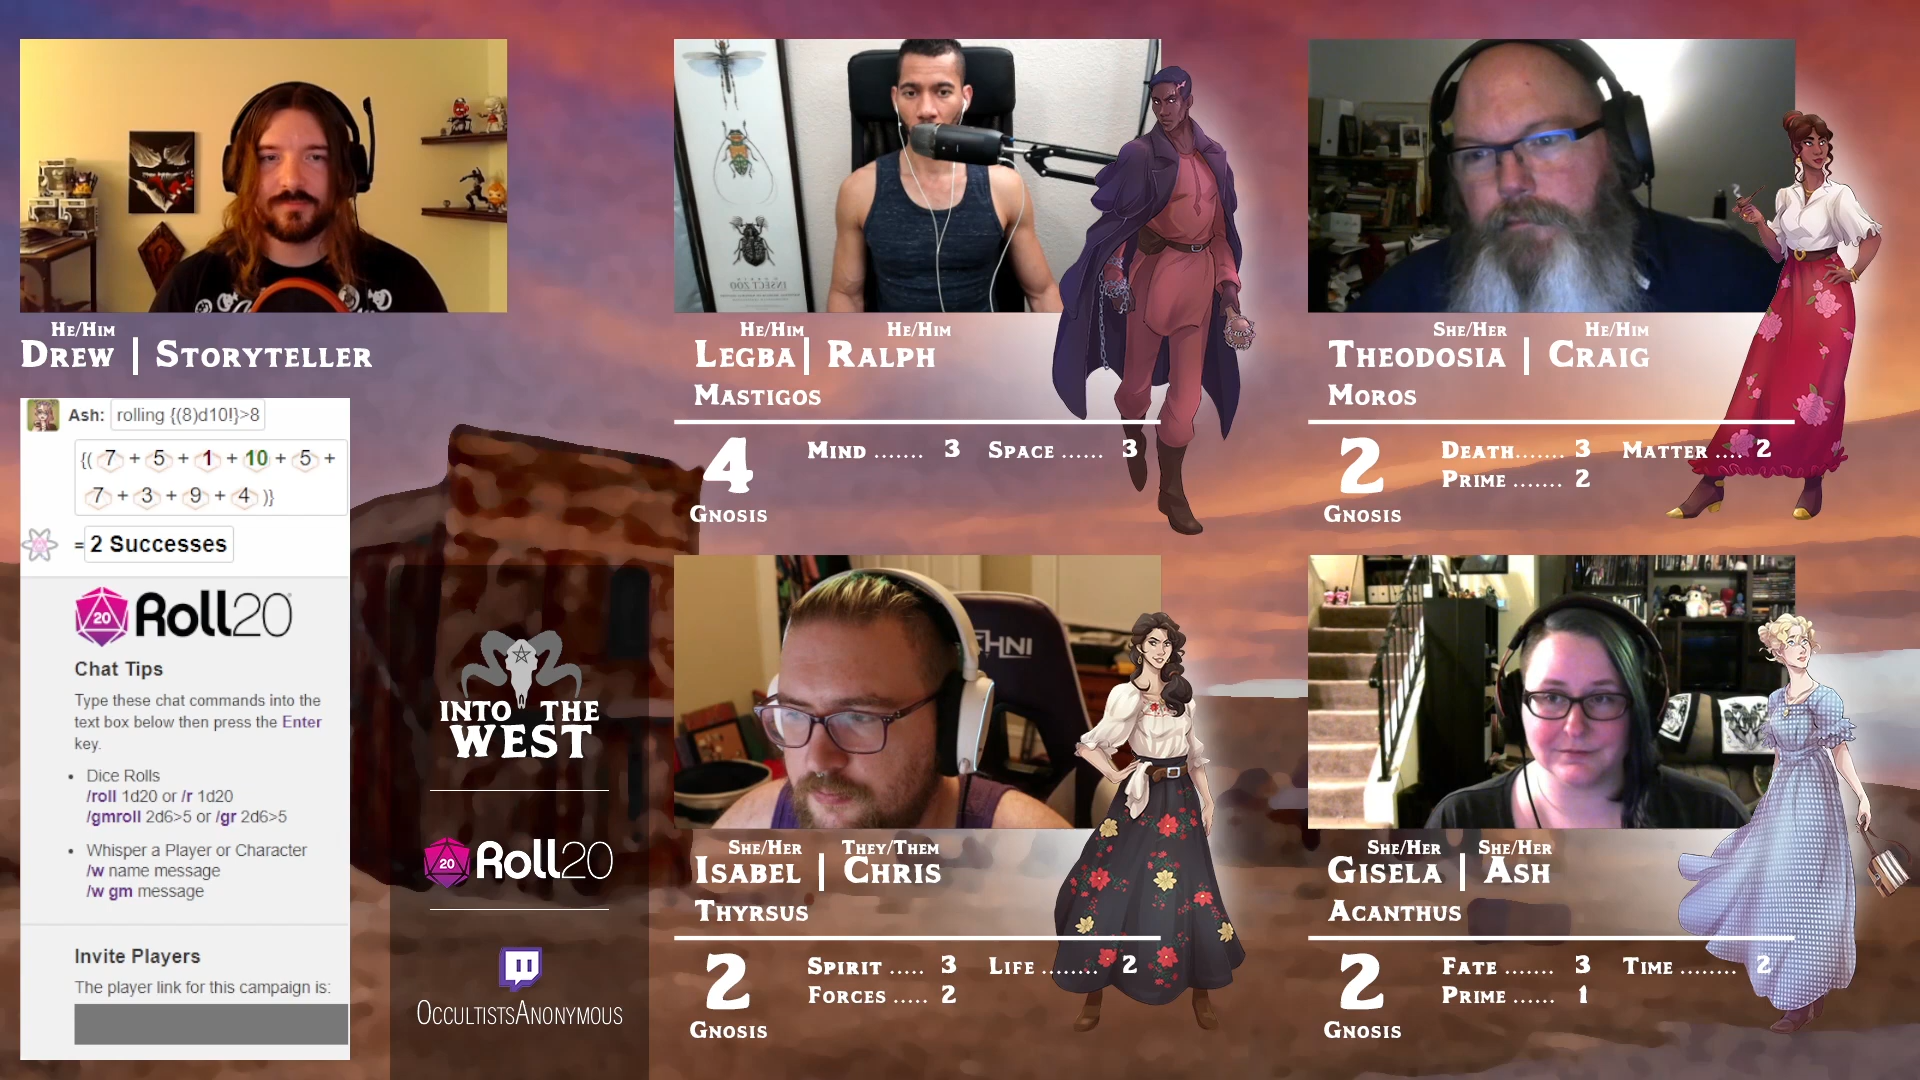 He/Him
Drew | Storyteller
Ash: rolling {(8)d10!}>8
{( 7 + 5 + 1 + 10 + 5 +
7 + 3 + 9 + 4 )}
= 2 Successes
20 Roll20
Chat Tips
Type these chat commands into the
text box below then press the Enter
key.
• Dice Rolls
/roll 1d20 or /r 1d20
/gmroll 2d6>5 or /gr 2d6>5
• Whisper a Player or Character
/w name message
/w gm message
Invite Players
The player link for this campaign is:
INTO THE
WEST
20 Roll20
OccultistsAnonymous
INSECT ZOO
He/Him He/Him
Legba | Ralph
Mastigos
4
Gnosis
Mind ....... 3 Space ...... 3
She/Her He/Him
Theodosia | Craig
Moros
2
Gnosis
Death....... 3 Matter .... 2
Prime ....... 2
HNI
She/Her They/Them
Isabel | Chris
Thyrsus
2
Gnosis
Spirit ..... 3 Life ........ 2
Forces ..... 2
She/Her She/Her
Gisela | Ash
Acanthus
2
Gnosis
Fate ....... 3 Time ........ 2
Prime ...... 1